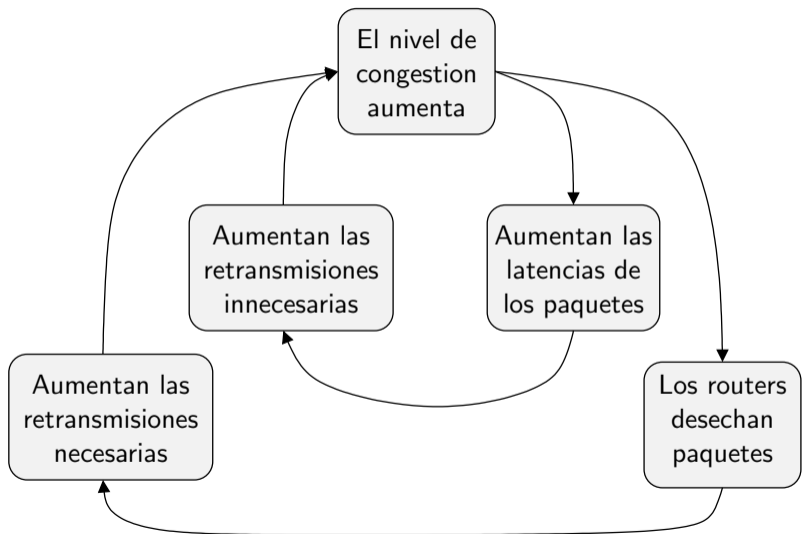 El nivel de
congestion
aumenta
Aumentan las
retransmisiones
innecesarias
Aumentan las
latencias de
los paquetes
Aumentan las
retransmisiones
necesarias
Los routers
desechan
paquetes